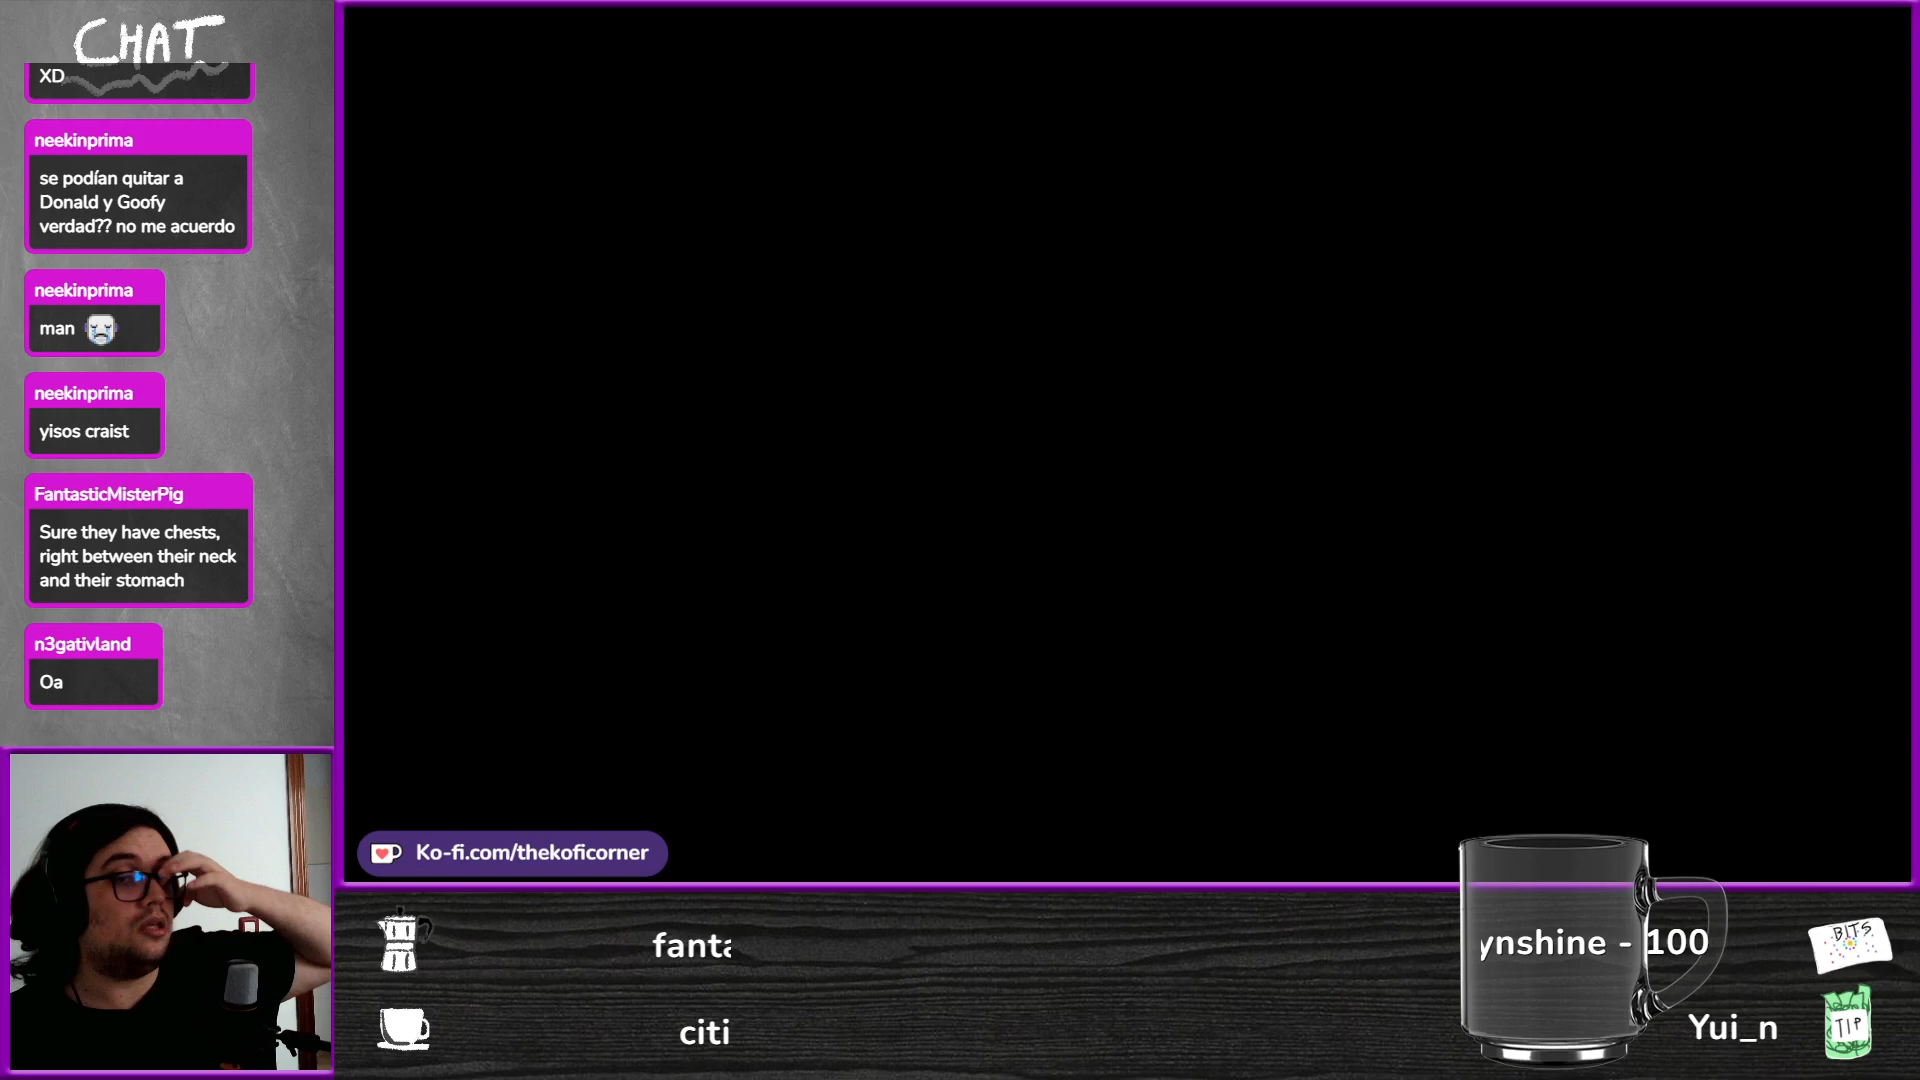 CHAT
XD
neekinprima
se podían quitar a
Donald y Goofy
verdad?? no me acuerdo
neekinprima
man
neekinprima
yisos craist
FantasticMisterPig
Sure they have chests,
right between their neck
and their stomach
n3gativland
Oa
Ko-fi.com/thekoficorner
fanta
ynshine - 100
BITS
citi
Yui_n
TIP